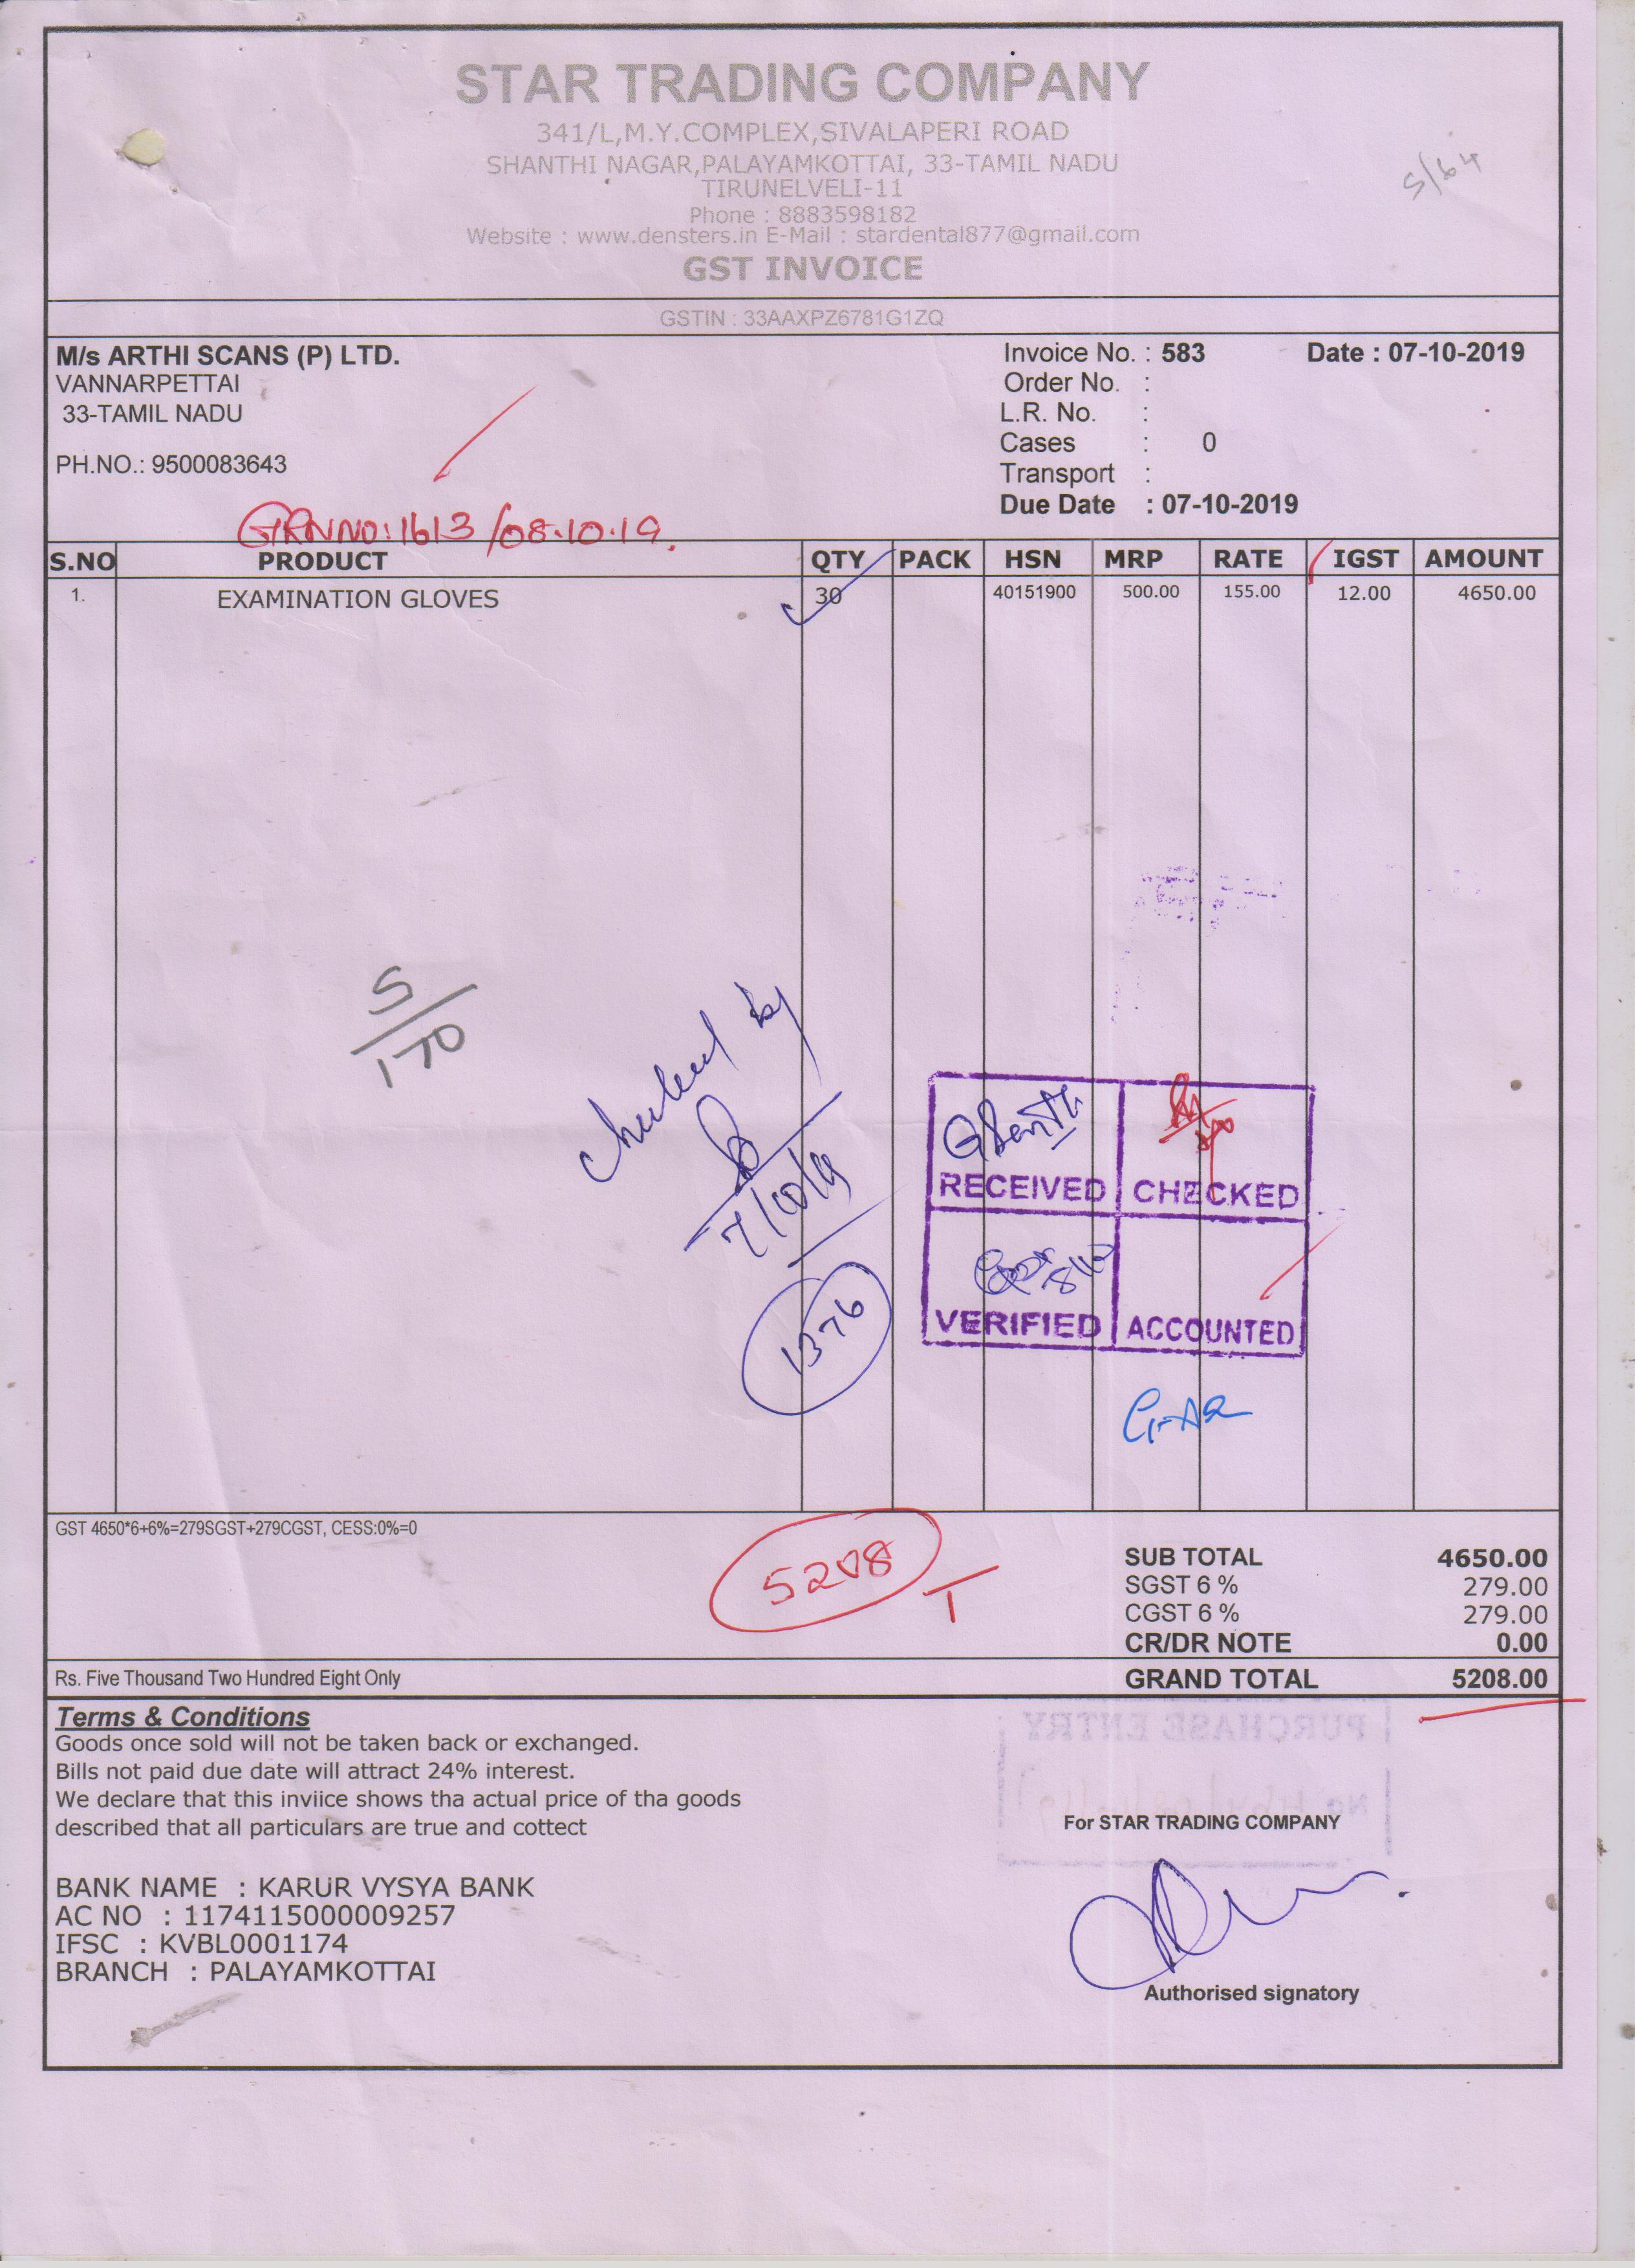 STAR TRADING COMPANY
341/L,M.Y.COMPLEX,SIVALAPERI ROAD
SHANTHI NAGAR,PALAYAMKOTTAI, 33-TAMIL NADU
TIRUNELVELI-11
Phone : 8883598182
Website : www.densters.in E-Mail : stardental877@gmail.com
GST INVOICE
S/64
GSTIN : 33AAXPZ6781G1ZQ
M/s ARTHI SCANS (P) LTD.
VANNARPETTAI
33-TAMIL NADU
PH.NO.: 9500083643
Invoice No. : 583 Date : 07-10-2019
Order No. :
L.R. No. :
Cases : 0
Transport :
Due Date : 07-10-2019
GRN NO: 1613 /08.10.19.
S.NO PRODUCT QTY PACK HSN MRP RATE IGST AMOUNT
1. EXAMINATION GLOVES 30 40151900 500.00 155.00 12.00 4650.00
S/170
checked by
7/10/19
1376
RECEIVED CHECKED
VERIFIED ACCOUNTED
GST 4650*6+6%=279SGST+279CGST, CESS:0%=0
5208
SUB TOTAL 4650.00
SGST 6 % 279.00
CGST 6 % 279.00
CR/DR NOTE 0.00
Rs. Five Thousand Two Hundred Eight Only
GRAND TOTAL 5208.00
Terms & Conditions
Goods once sold will not be taken back or exchanged.
Bills not paid due date will attract 24% interest.
We declare that this inviice shows tha actual price of tha goods
described that all particulars are true and cottect
BANK NAME : KARUR VYSYA BANK
AC NO : 1174115000009257
IFSC : KVBL0001174
BRANCH : PALAYAMKOTTAI
PURCHASE ENTRY
For STAR TRADING COMPANY
Authorised signatory